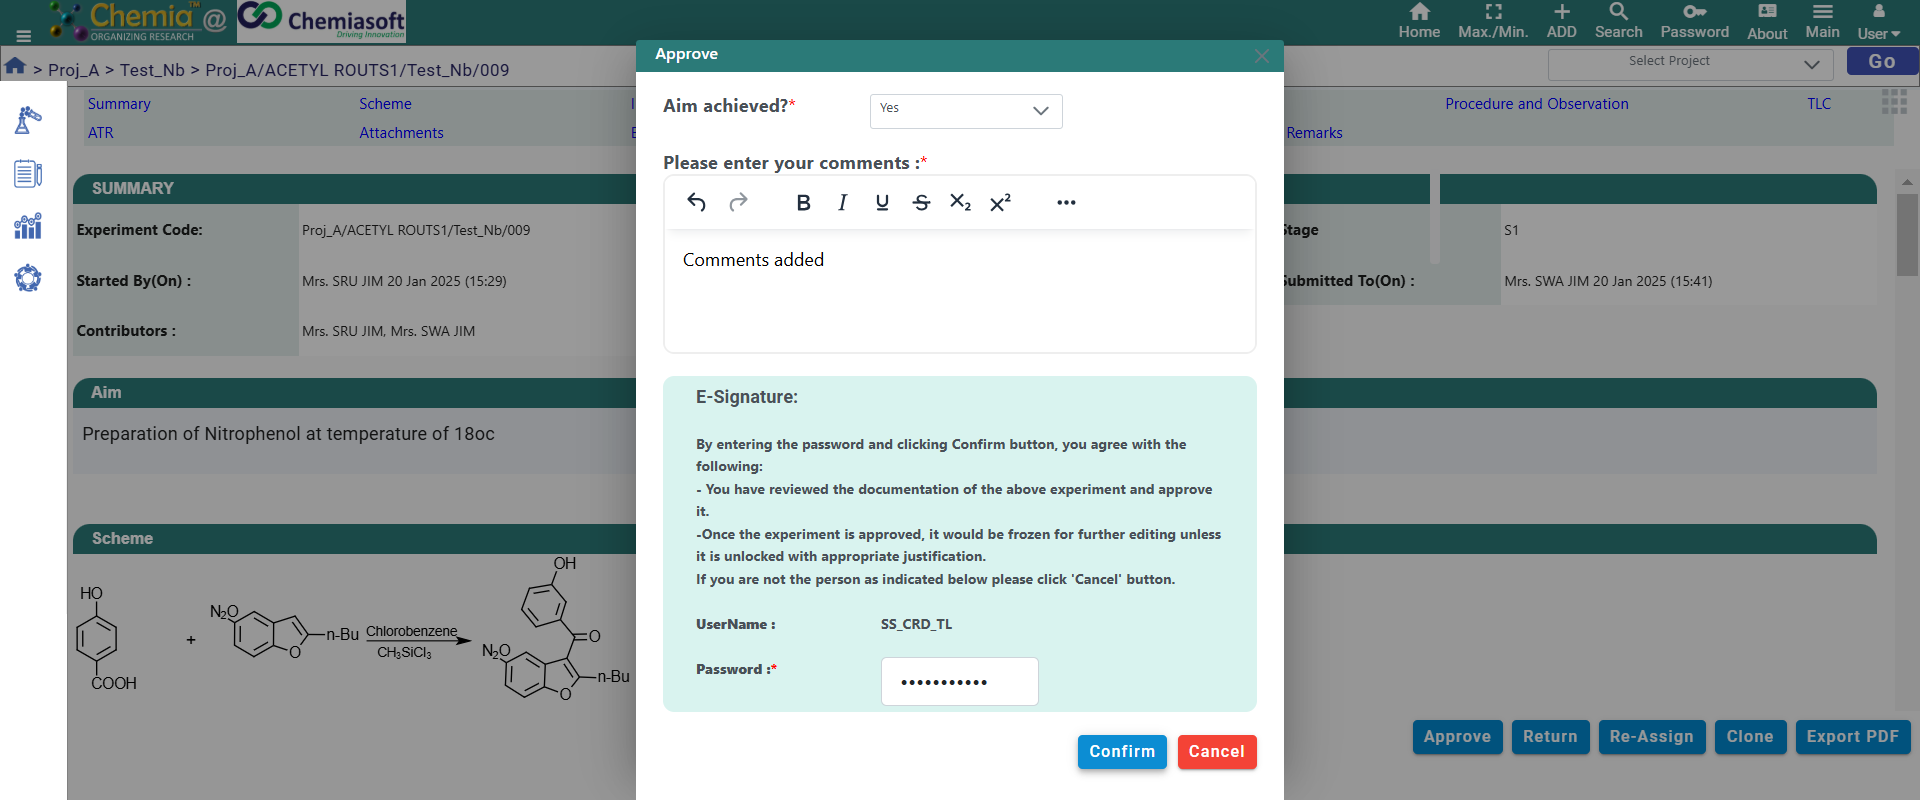 Chemia™ @
ORGANIZING RESEARCH
Chemiasoft
Driving Innovation
Home
Max./Min.
ADD
Search
Password
About
Main
User
> Proj_A > Test_Nb > Proj_A/ACETYL ROUTS1/Test_Nb/009
Select Project
Go
Summary
Scheme
Procedure and Observation
TLC
ATR
Attachments
Remarks
SUMMARY
Experiment Code:
Proj_A/ACETYL ROUTS1/Test_Nb/009
Stage
S1
Started By(On) :
Mrs. SRU JIM 20 Jan 2025 (15:29)
Submitted To(On) :
Mrs. SWA JIM 20 Jan 2025 (15:41)
Contributors :
Mrs. SRU JIM, Mrs. SWA JIM
Aim
Preparation of Nitrophenol at temperature of 18oc
Scheme
HO
COOH
+
N₂O
O
n-Bu
Chlorobenzene
CH₃SiCl₃
OH
O
N₂O
O
n-Bu
Approve
Return
Re-Assign
Clone
Export PDF
Approve
Aim achieved?*
Yes
Please enter your comments :*
B I U S X₂ X²
Comments added
E-Signature:
By entering the password and clicking Confirm button, you agree with the
following:
- You have reviewed the documentation of the above experiment and approve
it.
-Once the experiment is approved, it would be frozen for further editing unless
it is unlocked with appropriate justification.
If you are not the person as indicated below please click 'Cancel' button.
UserName :
SS_CRD_TL
Password :*
•••••••••••
Confirm
Cancel